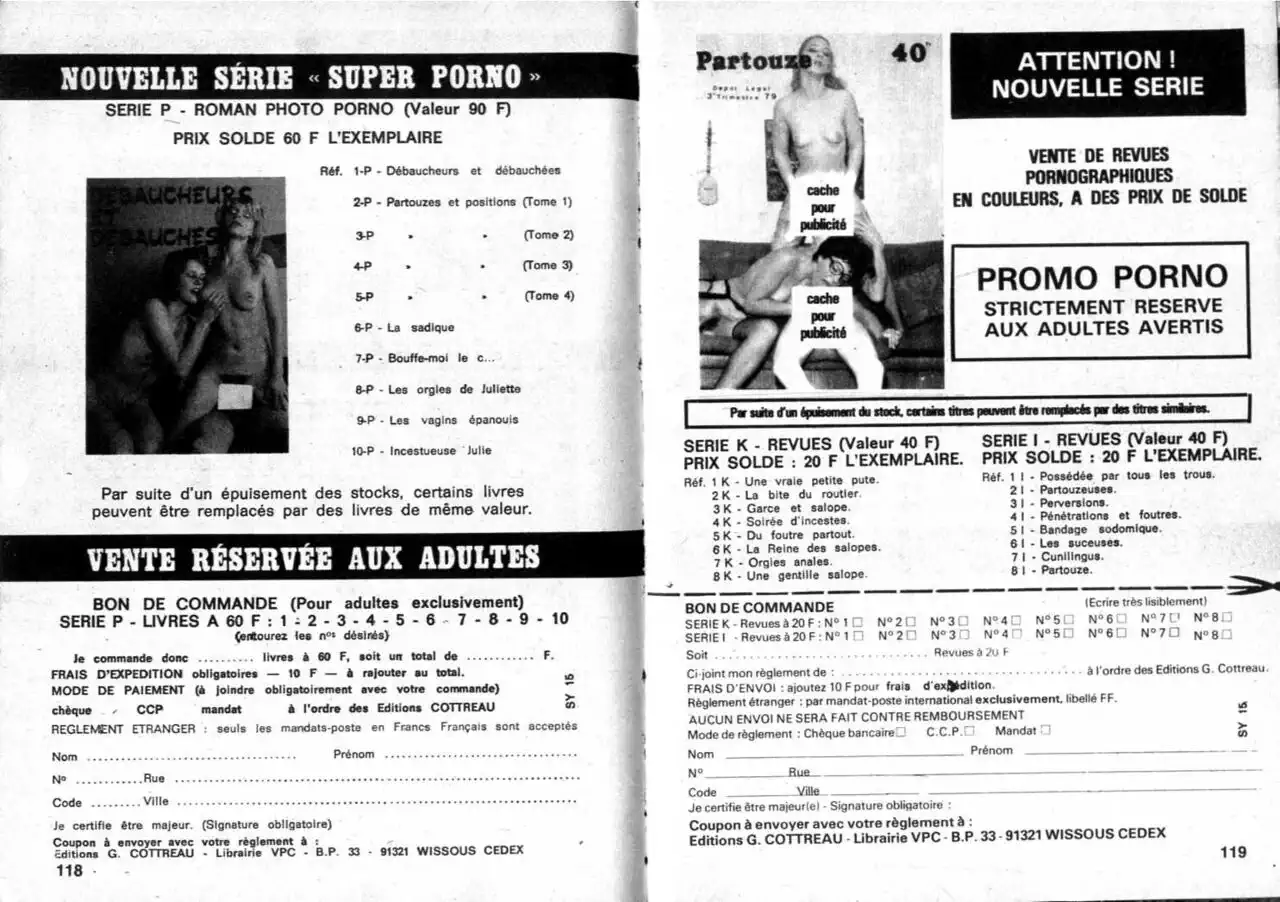 NOUVELLE SÉRIE « SUPER PORNO »
SERIE P - ROMAN PHOTO PORNO (Valeur 90 F)
PRIX SOLDE 60 F L'EXEMPLAIRE
DEBAUCHEURS
ET
DEBAUCHES
Réf. 1-P - Débaucheurs et débauchées
2-P - Partouzes et positions (Tome 1)
3-P » » (Tome 2)
4-P » » (Tome 3)
5-P » » (Tome 4)
6-P - La sadique
7-P - Bouffe-moi le c...
8-P - Les orgies de Juliette
9-P - Les vagins épanouis
10-P - Incestueuse Julie
Par suite d'un épuisement des stocks, certains livres
peuvent être remplacés par des livres de même valeur.
VENTE RÉSERVÉE AUX ADULTES
BON DE COMMANDE (Pour adultes exclusivement)
SERIE P - LIVRES A 60 F : 1 - 2 - 3 - 4 - 5 - 6 - 7 - 8 - 9 - 10
(entourez les nos désirés)
Je commande donc .......... livres à 60 F, soit un total de ............ F.
FRAIS D'EXPEDITION obligatoires — 10 F — à rajouter au total.
MODE DE PAIEMENT (à joindre obligatoirement avec votre commande)
chèque CCP mandat à l'ordre des Editions COTTREAU
SY 15
REGLEMENT ETRANGER : seuls les mandats-poste en Francs Français sont acceptés
Nom .................................... Prénom ....................................
No ............ Rue ........................................................................
Code ......... Ville ........................................................................
Je certifie être majeur. (Signature obligatoire)
Coupon à envoyer avec votre règlement à :
Editions G. COTTREAU - Librairie VPC - B.P. 33 - 91321 WISSOUS CEDEX
118
Partouze 40F
Dépôt Légal
3e Trimestre 79
cache
pour
publicité
cache
pour
publicité
ATTENTION !
NOUVELLE SERIE
VENTE DE REVUES
PORNOGRAPHIQUES
EN COULEURS, A DES PRIX DE SOLDE
PROMO PORNO
STRICTEMENT RESERVE
AUX ADULTES AVERTIS
Par suite d'un épuisement du stock, certains titres peuvent être remplacés par des titres similaires.
SERIE K - REVUES (Valeur 40 F)
PRIX SOLDE : 20 F L'EXEMPLAIRE.
Réf. 1 K - Une vraie petite pute.
2 K - La bite du routier.
3 K - Garce et salope.
4 K - Soirée d'incestes.
5 K - Du foutre partout.
6 K - La Reine des salopes.
7 K - Orgies anales.
8 K - Une gentille salope.
SERIE I - REVUES (Valeur 40 F)
PRIX SOLDE : 20 F L'EXEMPLAIRE.
Réf. 1 I - Possédée par tous les trous.
2 I - Partouzeuses.
3 I - Perversions.
4 I - Pénétrations et foutres.
5 I - Bandage sodomique.
6 I - Les suceuses.
7 I - Cunilingus.
8 I - Partouze.
BON DE COMMANDE (Ecrire très lisiblement)
SERIE K - Revues à 20 F : N° 1 □ N° 2 □ N° 3 □ N° 4 □ N° 5 □ N° 6 □ N° 7 □ N° 8 □
SERIE I - Revues à 20 F : N° 1 □ N° 2 □ N° 3 □ N° 4 □ N° 5 □ N° 6 □ N° 7 □ N° 8 □
Soit .............................. Revues à 20 F
Ci-joint mon règlement de : .............................. à l'ordre des Editions G. Cottreau.
FRAIS D'ENVOI : ajoutez 10 F pour frais d'expédition.
Règlement étranger : par mandat-poste international exclusivement, libellé FF.
AUCUN ENVOI NE SERA FAIT CONTRE REMBOURSEMENT
Mode de règlement : Chèque bancaire □ C.C.P. □ Mandat □
SY 15
Nom ____________ Prénom ____________
N° ____________ Rue ____________
Code ____________ Ville ____________
Je certifie être majeur(e) - Signature obligatoire :
Coupon à envoyer avec votre règlement à :
Editions G. COTTREAU - Librairie VPC - B.P. 33 - 91321 WISSOUS CEDEX
119